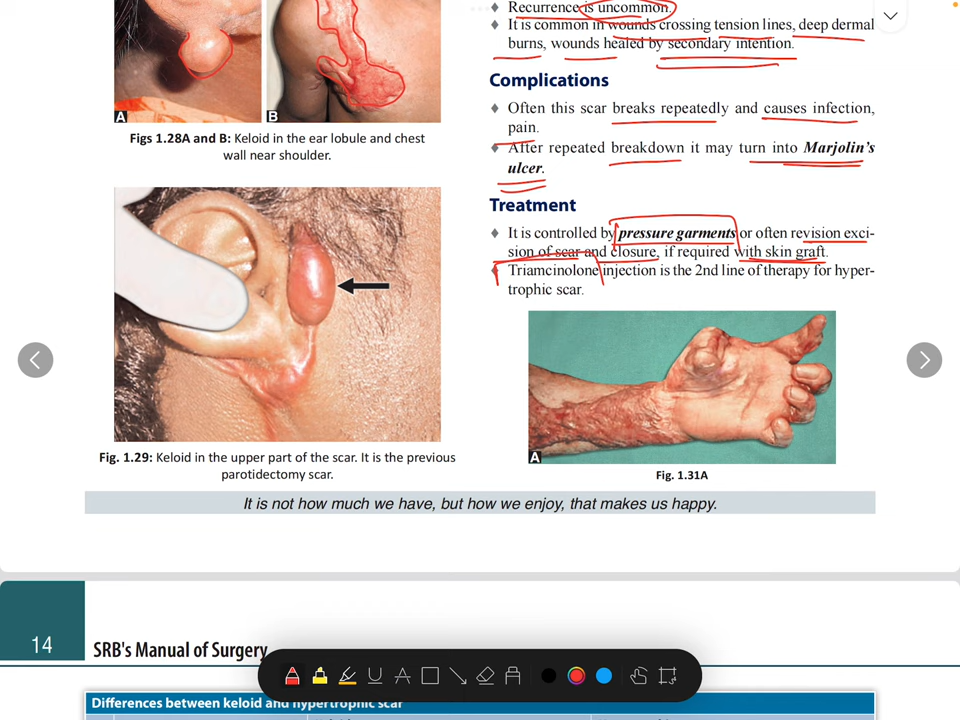 A
B
Figs 1.28A and B: Keloid in the ear lobule and chest
wall near shoulder.
Fig. 1.29: Keloid in the upper part of the scar. It is the previous
parotidectomy scar.
♦ Recurrence is uncommon.
♦ It is common in wounds crossing tension lines, deep dermal
burns, wounds healed by secondary intention.
Complications
♦ Often this scar breaks repeatedly and causes infection,
pain.
♦ After repeated breakdown it may turn into Marjolin's
ulcer.
Treatment
♦ It is controlled by pressure garments or often revision exci-
sion of scar and closure, if required with skin graft.
♦ Triamcinolone injection is the 2nd line of therapy for hyper-
trophic scar.
A
Fig. 1.31A
It is not how much we have, but how we enjoy, that makes us happy.
14
SRB's Manual of Surgery
Differences between keloid and hypertrophic scar